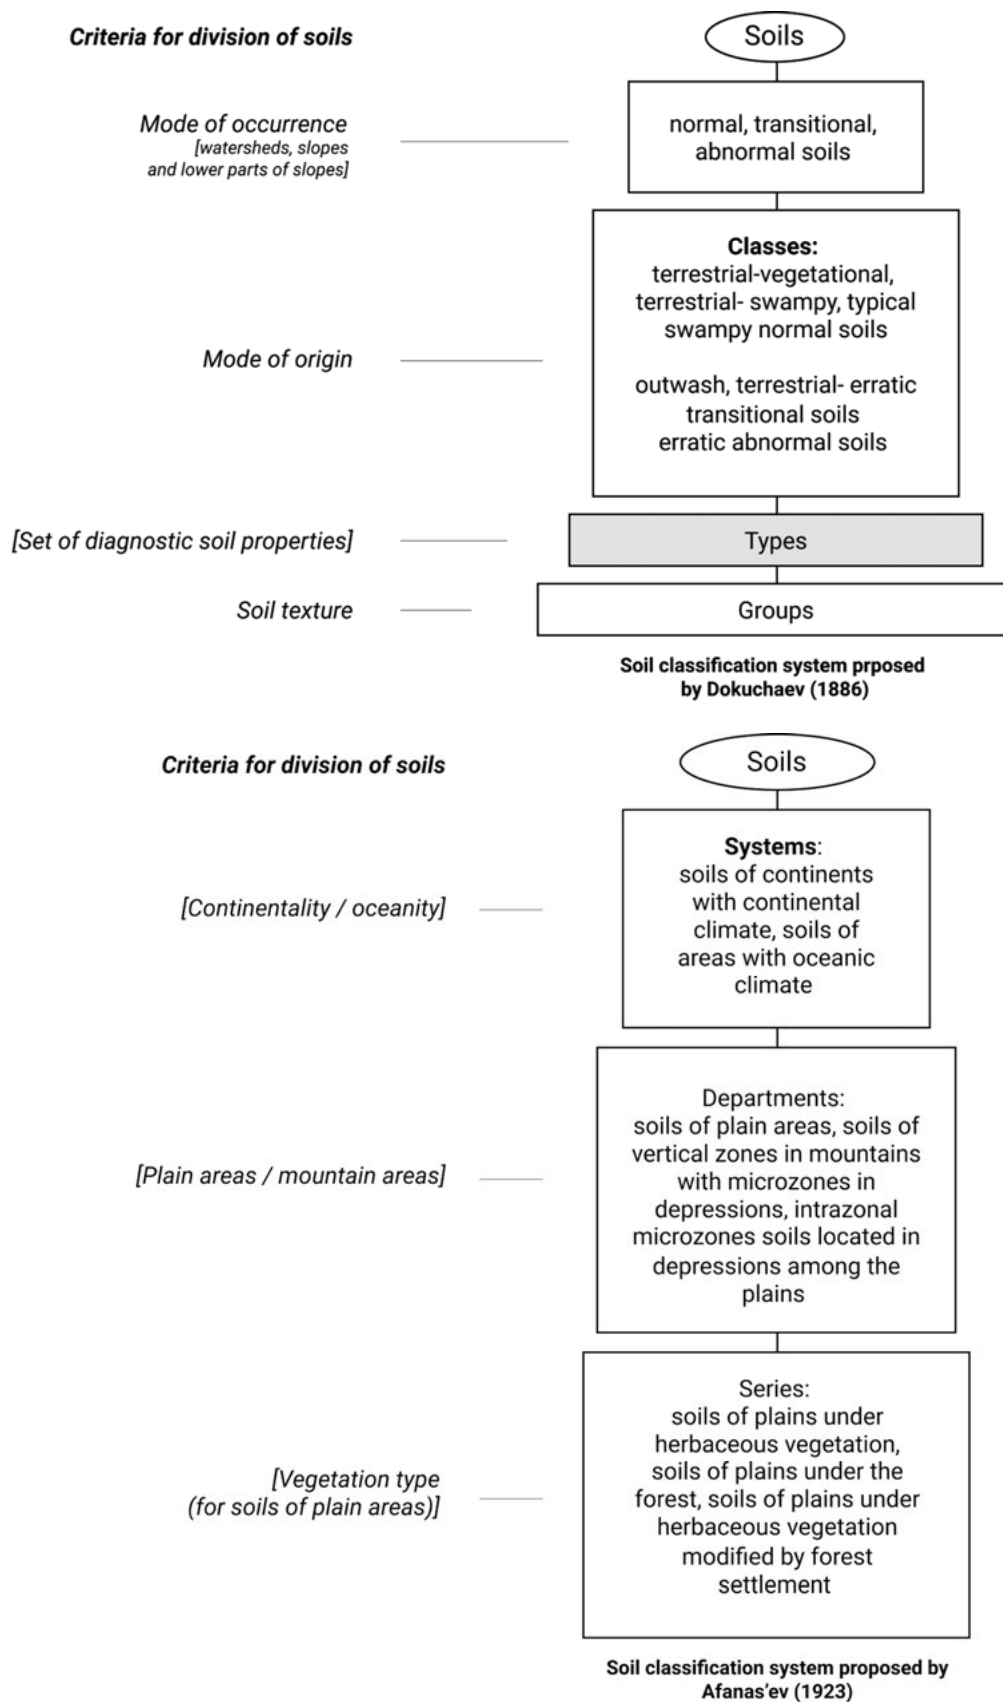 Criteria for division of soils
Soils
Mode of occurrence
[watersheds, slopes
and lower parts of slopes]
normal, transitional,
abnormal soils
Mode of origin
Classes:
terrestrial-vegetational,
terrestrial- swampy, typical
swampy normal soils
outwash, terrestrial- erratic
transitional soils
erratic abnormal soils
[Set of diagnostic soil properties]
Types
Soil texture
Groups
Soil classification system prposed
by Dokuchaev (1886)
Criteria for division of soils
Soils
[Continentality / oceanity]
Systems:
soils of continents
with continental
climate, soils of
areas with oceanic
climate
[Plain areas / mountain areas]
Departments:
soils of plain areas, soils of
vertical zones in mountains
with microzones in
depressions, intrazonal
microzones soils located in
depressions among the
plains
[Vegetation type
(for soils of plain areas)]
Series:
soils of plains under
herbaceous vegetation,
soils of plains under the
forest, soils of plains under
herbaceous vegetation
modified by forest
settlement
Soil classification system proposed by
Afanas'ev (1923)